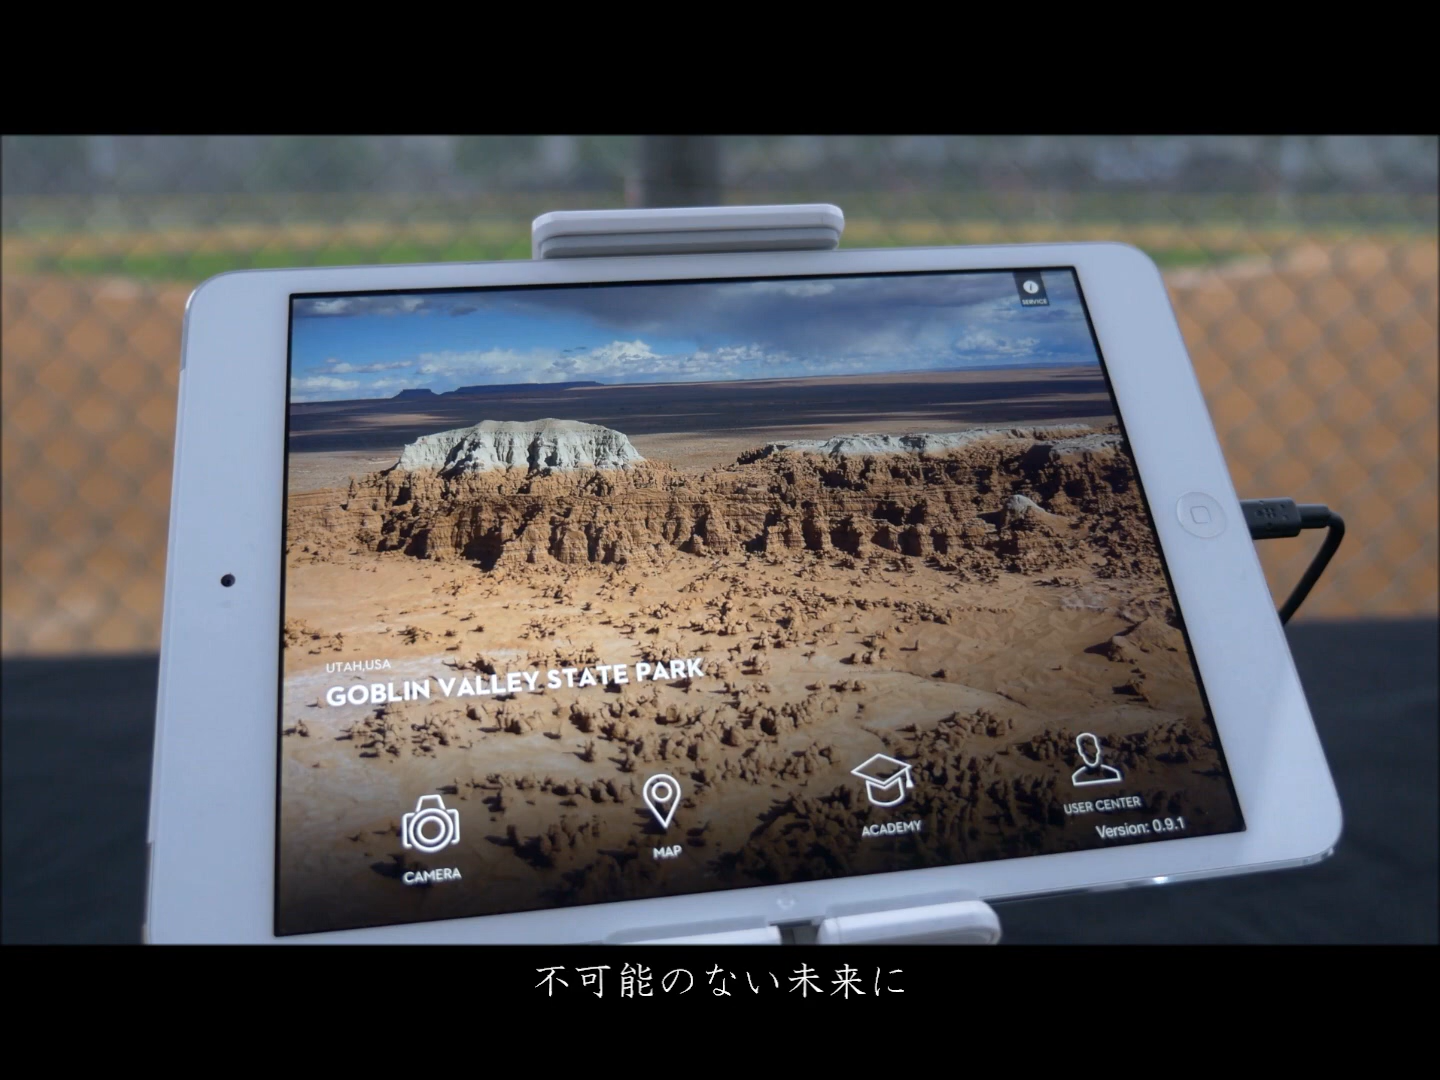 SERVICE
UTAH,USA
GOBLIN VALLEY STATE PARK
CAMERA
MAP
ACADEMY
USER CENTER
Version: 0.9.1
不可能のない未来に